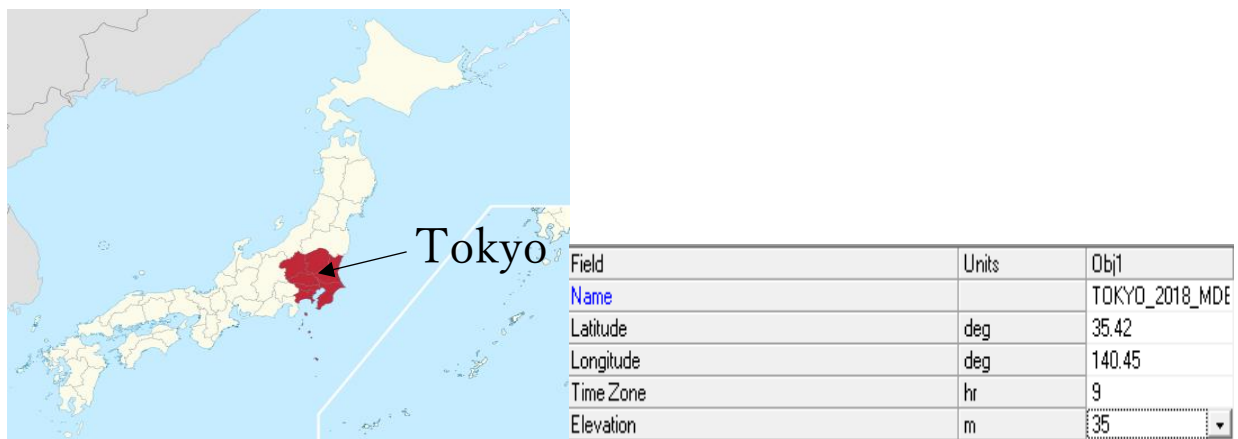 Tokyo
Field Units Obj1
Name TOKYO_2018_MDE
Latitude deg 35.42
Longitude deg 140.45
Time Zone hr 9
Elevation m 35